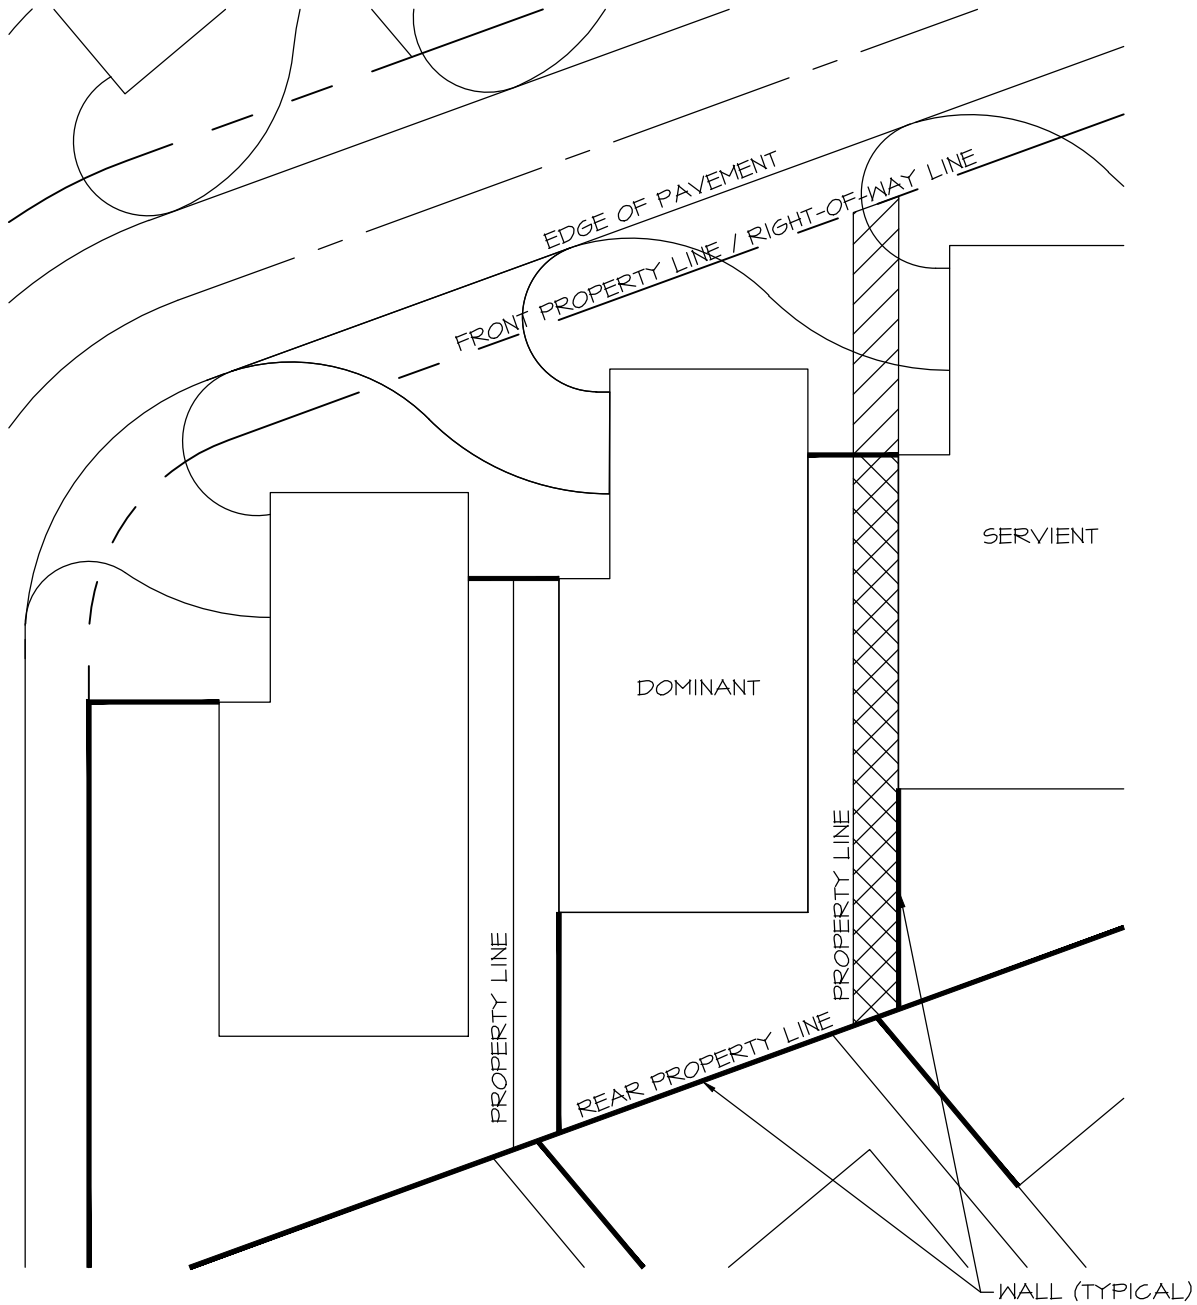 EDGE OF PAVEMENT
FRONT PROPERTY LINE / RIGHT-OF-WAY LINE
SERVIENT
DOMINANT
PROPERTY LINE
PROPERTY LINE
REAR PROPERTY LINE
WALL (TYPICAL)